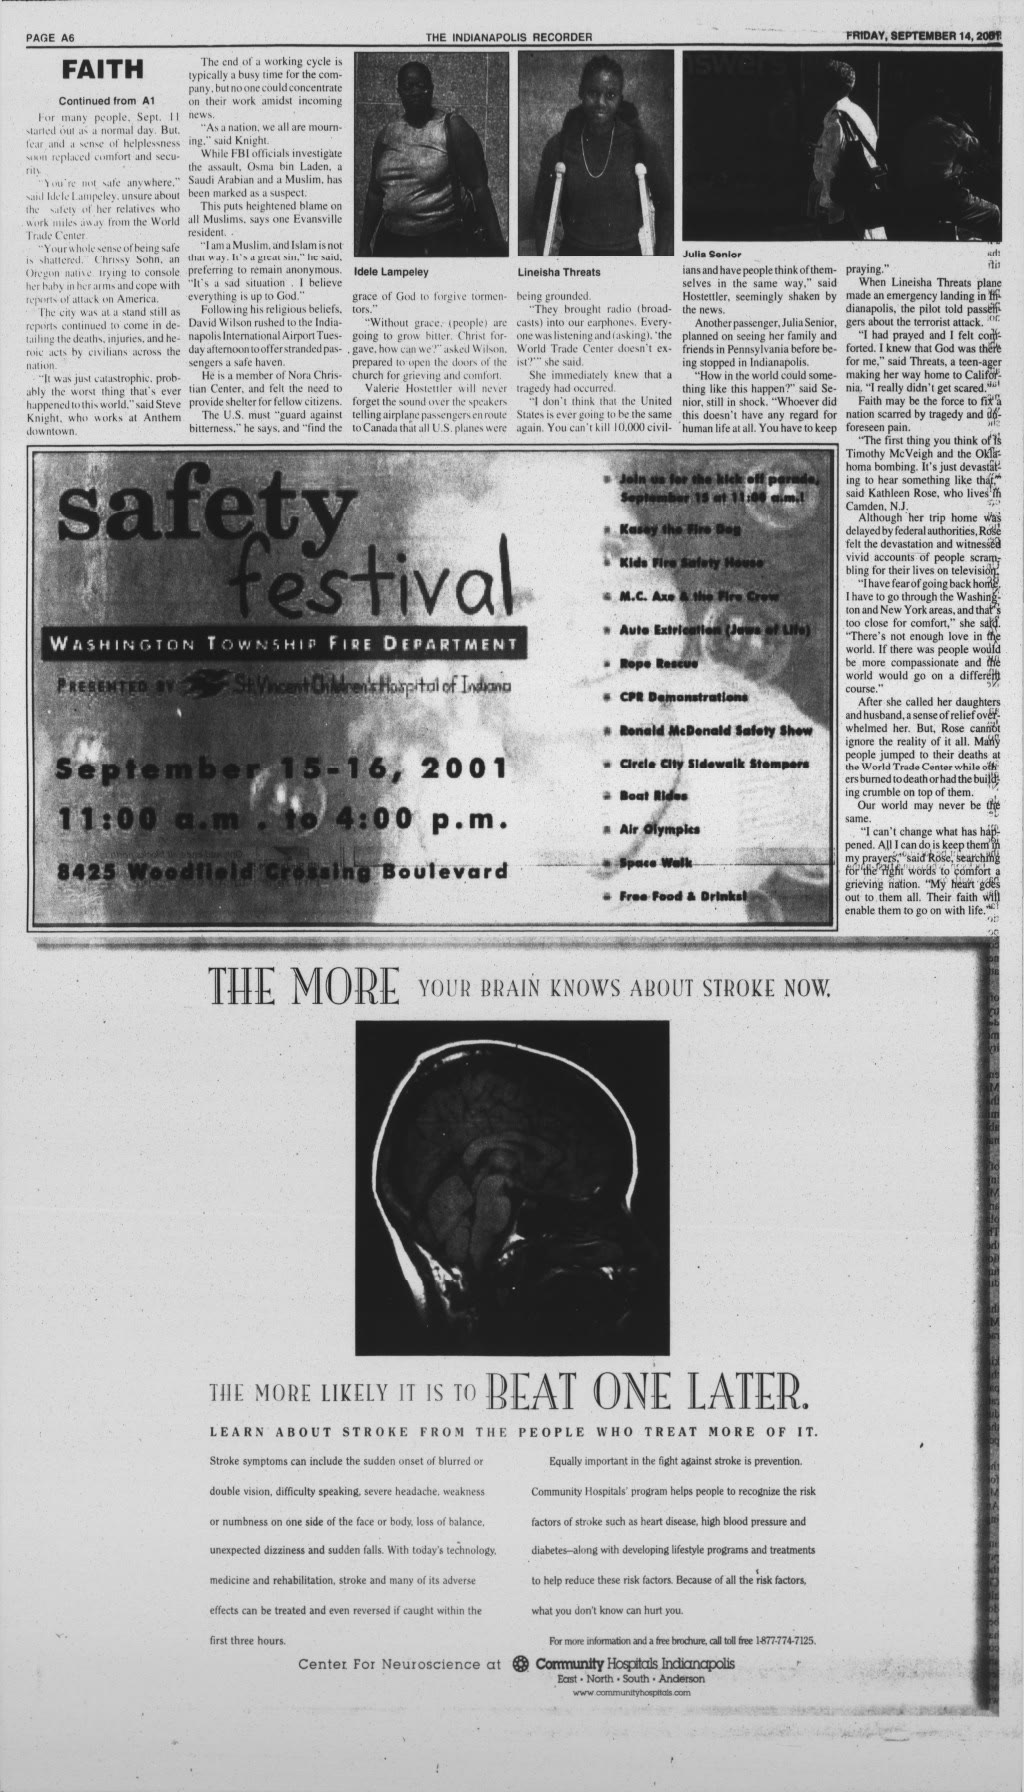 PAGE A6
THE INDIANAPOLIS RECORDER
FRIDAY, SEPTEMBER 14, 2001
FAITH
Continued from A1
For many people, Sept. 11
started out as a normal day. But,
fear and a sense of helplessness
soon replaced comfort and secu-
rity.
"You're not safe anywhere,"
said Idele Lampeley, unsure about
the safety of her relatives who
work miles away from the World
Trade Center.
"Your whole sense of being safe
is shattered," Chrissy Sohn, an
Oregon native trying to console
her baby in her arms and cope with
reports of attack on America.
The city was at a stand still as
reports continued to come in de-
tailing the deaths, injuries, and he-
roic acts by civilians across the
nation.
"It was just catastrophic, prob-
ably the worst thing that's ever
happened to this world," said Steve
Knight, who works at Anthem
downtown.
The end of a working cycle is
typically a busy time for the com-
pany, but no one could concentrate
on their work amidst incoming
news.
"As a nation, we all are mourn-
ing," said Knight.
While FBI officials investigate
the assault, Osma bin Laden, a
Saudi Arabian and a Muslim, has
been marked as a suspect.
This puts heightened blame on
all Muslims, says one Evansville
resident.
"I am a Muslim, and Islam is not
that way. It's a great sin," he said,
preferring to remain anonymous.
"It's a sad situation . I believe
everything is up to God."
Following his religious beliefs,
David Wilson rushed to the India-
napolis International Airport Tues-
day afternoon to offer stranded pas-
sengers a safe haven.
He is a member of Nora Chris-
tian Center, and felt the need to
provide shelter for fellow citizens.
The U.S. must "guard against
bitterness," he says, and "find the
Idele Lampeley
grace of God to forgive tormen-
tors."
"Without grace, (people) are
going to grow bitter. Christ for-
gave, how can we?" asked Wilson,
prepared to open the doors of the
church for grieving and comfort.
Valerie Hostettler will never
forget the sound over the speakers
telling airplane passengers en route
to Canada that all U.S. planes were
Lineisha Threats
being grounded.
"They brought radio (broad-
casts) into our earphones. Every-
one was listening and (asking), 'the
World Trade Center doesn't ex-
ist?'" she said.
She immediately knew that a
tragedy had occurred.
"I don't think that the United
States is ever going to be the same
again. You can't kill 10,000 civil-
Julia Senior
ians and have people think of them-
selves in the same way," said
Hostettler, seemingly shaken by
the news.
Another passenger, Julia Senior,
planned on seeing her family and
friends in Pennsylvania before be-
ing stopped in Indianapolis.
"How in the world could some-
thing like this happen?" said Se-
nior, still in shock. "Whoever did
this doesn't have any regard for
human life at all. You have to keep
praying."
When Lineisha Threats plane
made an emergency landing in In-
dianapolis, the pilot told passen-
gers about the terrorist attack.
"I had prayed and I felt com-
forted. I knew that God was there
for me," said Threats, a teen-ager
making her way home to Califor-
nia. "I really didn't get scared."
Faith may be the force to fix a
nation scarred by tragedy and un-
foreseen pain.
"The first thing you think of is
Timothy McVeigh and the Okla-
homa bombing. It's just devastat-
ing to hear something like that,"
said Kathleen Rose, who lives in
Camden, N.J.
Although her trip home was
delayed by federal authorities, Rose
felt the devastation and witnessed
vivid accounts of people scram-
bling for their lives on television.
"I have fear of going back home.
I have to go through the Washing-
ton and New York areas, and that's
too close for comfort," she said.
"There's not enough love in the
world. If there was people would
be more compassionate and the
world would go on a different
course."
After she called her daughters
and husband, a sense of relief over-
whelmed her. But, Rose cannot
ignore the reality of it all. Many
people jumped to their deaths at
the World Trade Center while oth-
ers burned to death or had the build-
ing crumble on top of them.
Our world may never be the
same.
"I can't change what has hap-
pened. All I can do is keep them in
my prayers," said Rose, searching
for the right words to comfort a
grieving nation. "My heart goes
out to them all. Their faith will
enable them to go on with life."
safety
festival
WASHINGTON TOWNSHIP FIRE DEPARTMENT
PRESENTED BY St. Vincent Children's Hospital of Indiana
September 15-16, 2001
11:00 a.m. to 4:00 p.m.
8425 Woodfield Crossing Boulevard
Join us for the kick off parade,
September 15 at 11:00 a.m.!
Kasey the Fire Dog
Kids Fire Safety House
M.C. Axe & the Fire Crew
Auto Extrication (Jaws of Life)
Rope Rescue
CPR Demonstrations
Ronald McDonald Safety Show
Circle City Sidewalk Stompers
Boat Rides
Air Olympics
Space Walk
Free Food & Drinks!
THE MORE YOUR BRAIN KNOWS ABOUT STROKE NOW,
THE MORE LIKELY IT IS TO BEAT ONE LATER.
LEARN ABOUT STROKE FROM THE PEOPLE WHO TREAT MORE OF IT.
Stroke symptoms can include the sudden onset of blurred or
double vision, difficulty speaking, severe headache, weakness
or numbness on one side of the face or body, loss of balance,
unexpected dizziness and sudden falls. With today's technology,
medicine and rehabilitation, stroke and many of its adverse
effects can be treated and even reversed if caught within the
first three hours.
Equally important in the fight against stroke is prevention.
Community Hospitals' program helps people to recognize the risk
factors of stroke such as heart disease, high blood pressure and
diabetes—along with developing lifestyle programs and treatments
to help reduce these risk factors. Because of all the risk factors,
what you don't know can hurt you.
For more information and a free brochure, call toll free 1-877-774-7125.
Center For Neuroscience at Community Hospitals Indianapolis
East • North • South • Anderson
www.communityhospitals.com